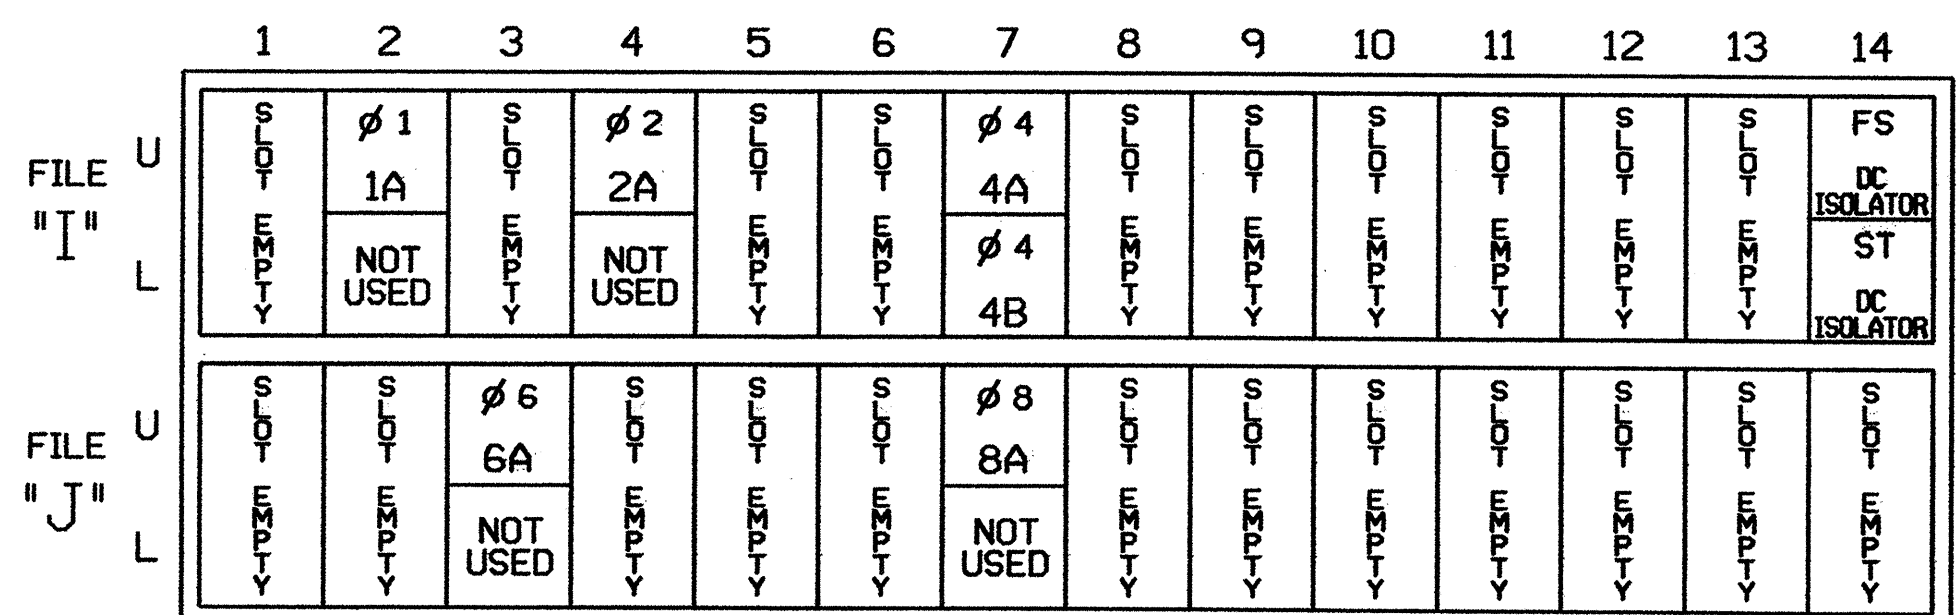 1 2 3 4 5 6 7 8 9 10 11 12 13 14
FILE "I"
U
L
SLOT EMPTY
ø 1
1A
NOT USED
SLOT EMPTY
ø 2
2A
NOT USED
SLOT EMPTY
SLOT EMPTY
ø 4
4A
ø 4
4B
SLOT EMPTY
SLOT EMPTY
SLOT EMPTY
SLOT EMPTY
SLOT EMPTY
SLOT EMPTY
FS
DC
ISOLATOR
ST
DC
ISOLATOR
FILE "J"
U
L
SLOT EMPTY
SLOT EMPTY
ø 6
6A
NOT USED
SLOT EMPTY
SLOT EMPTY
SLOT EMPTY
ø 8
8A
NOT USED
SLOT EMPTY
SLOT EMPTY
SLOT EMPTY
SLOT EMPTY
SLOT EMPTY
SLOT EMPTY
SLOT EMPTY